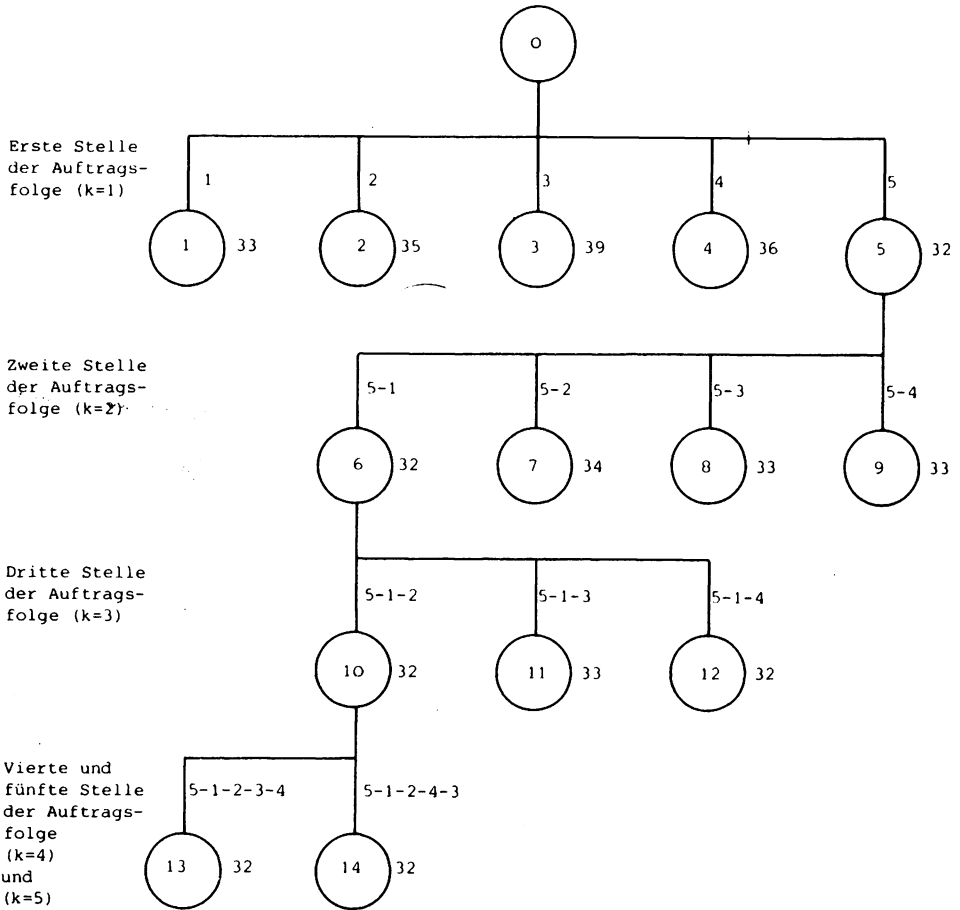 0
Erste Stelle
der Auftrags-
folge (k=1)
1 2 3 4 5
1 33 2 35 3 39 4 36 5 32
Zweite Stelle
der Auftrags-
folge (k=2)
5-1 5-2 5-3 5-4
6 32 7 34 8 33 9 33
Dritte Stelle
der Auftrags-
folge (k=3)
5-1-2 5-1-3 5-1-4
10 32 11 33 12 32
Vierte und
fünfte Stelle
der Auftrags-
folge
(k=4)
und
(k=5)
5-1-2-3-4 5-1-2-4-3
13 32 14 32